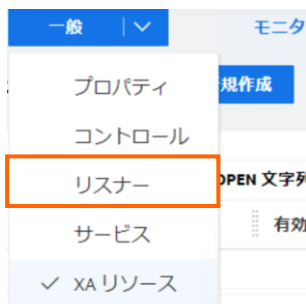 一般
モニタ
プロパティ
規作成
コントロール
リスナー
OPEN 文字列
サービス
有効
✓ XA リソース